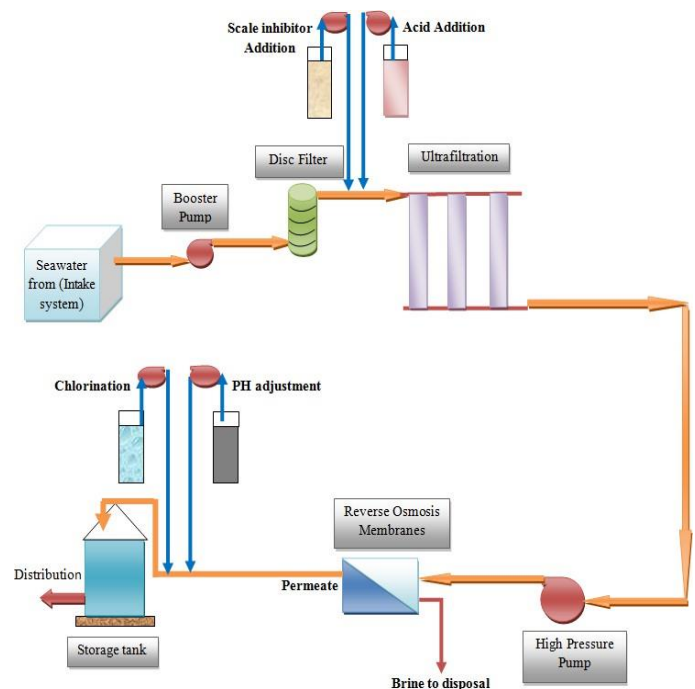 Scale inhibitor
Addition
Acid Addition
Disc Filter
Ultrafiltration
Booster
Pump
Seawater
from (Intake
system)
Chlorination
PH adjustment
Reverse Osmosis
Membranes
Permeate
Distribution
Storage tank
High Pressure
Pump
Brine to disposal